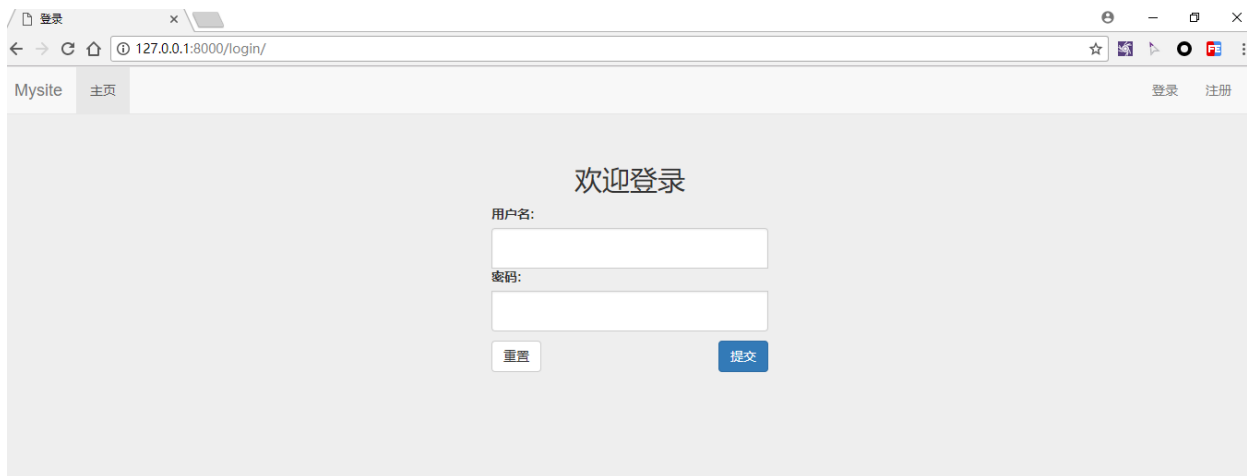 登录
127.0.0.1:8000/login/
Mysite 主页 登录 注册
欢迎登录
用户名:
密码:
重置 提交